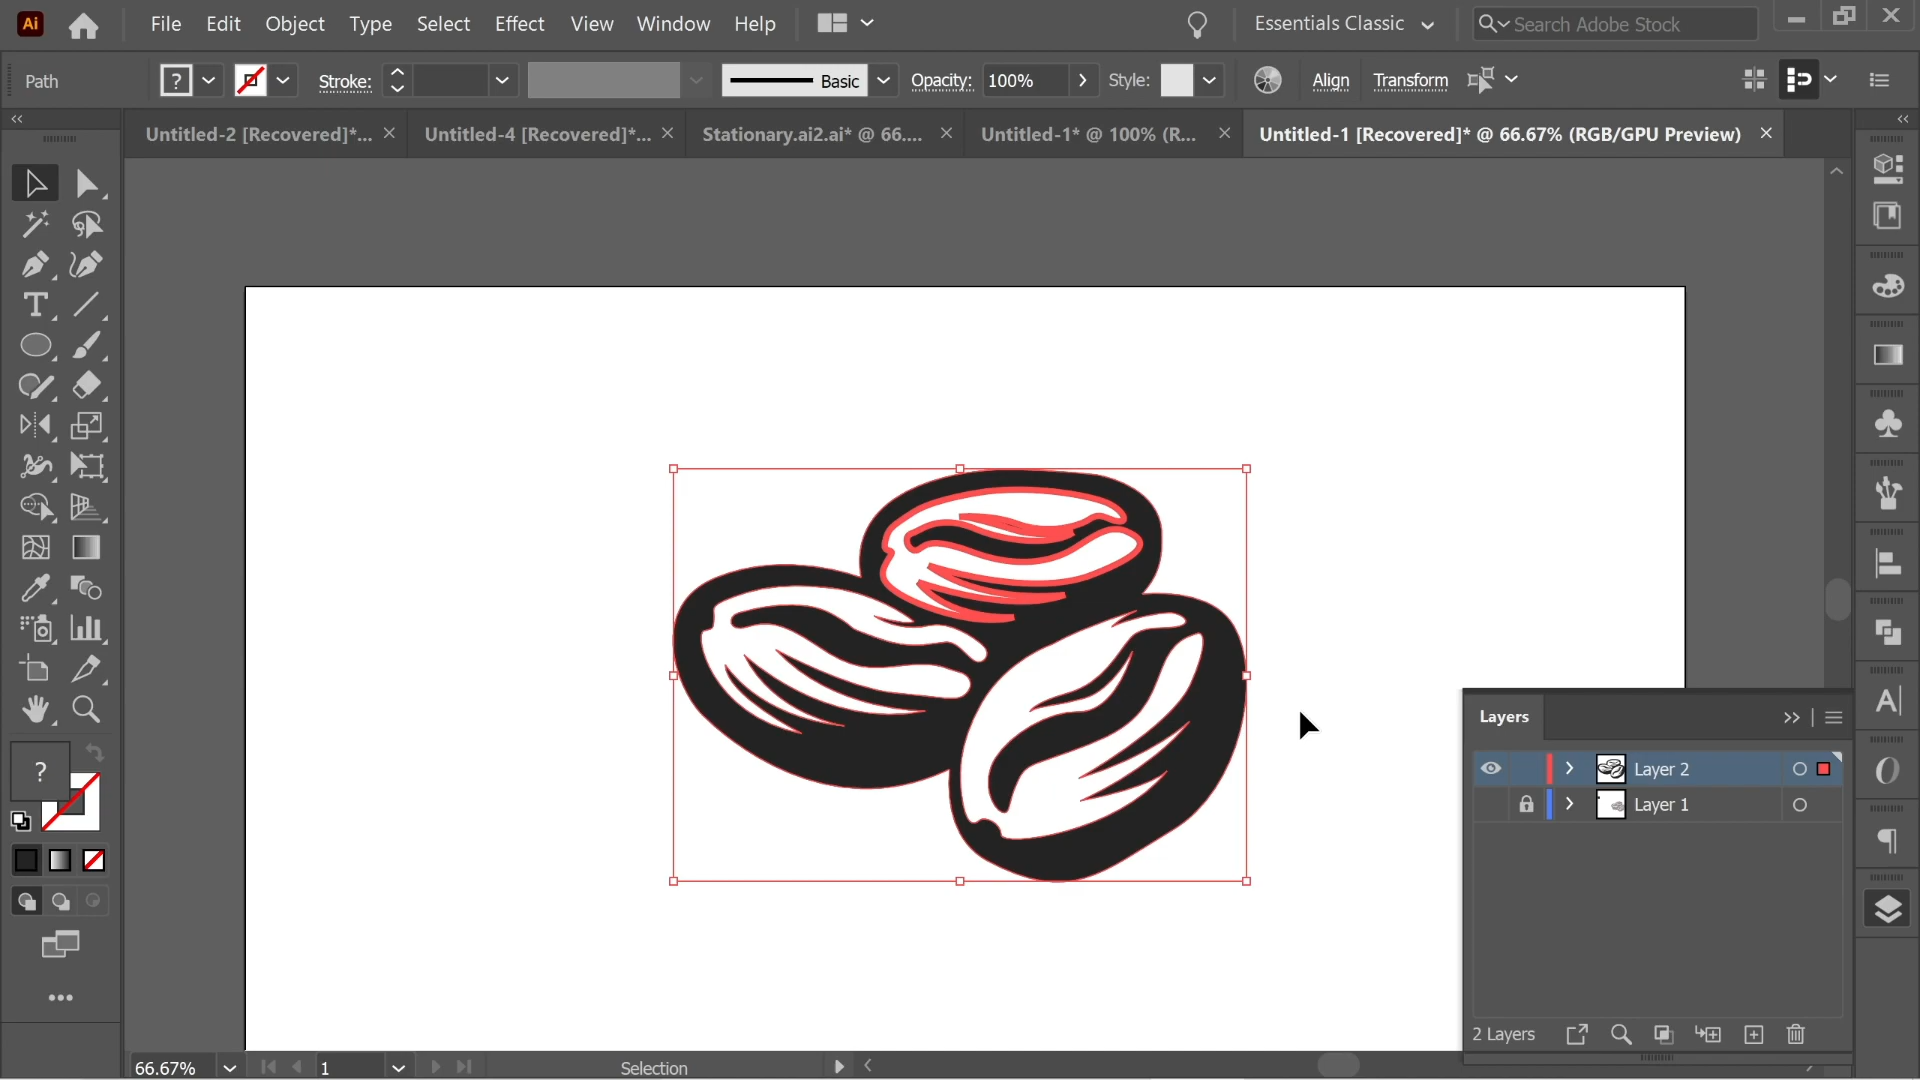 Ai File Edit Object Type Select Effect View Window Help Essentials Classic Search Adobe Stock
Path ? Stroke: Basic Opacity: 100% Style: Align Transform
Untitled-2 [Recovered]*... Untitled-4 [Recovered]*... Stationary.ai2.ai* @ 66.... Untitled-1* @ 100% (R... Untitled-1 [Recovered]* @ 66.67% (RGB/GPU Preview)
Layers
?
Layer 2
Layer 1
2 Layers
66.67% 1 Selection